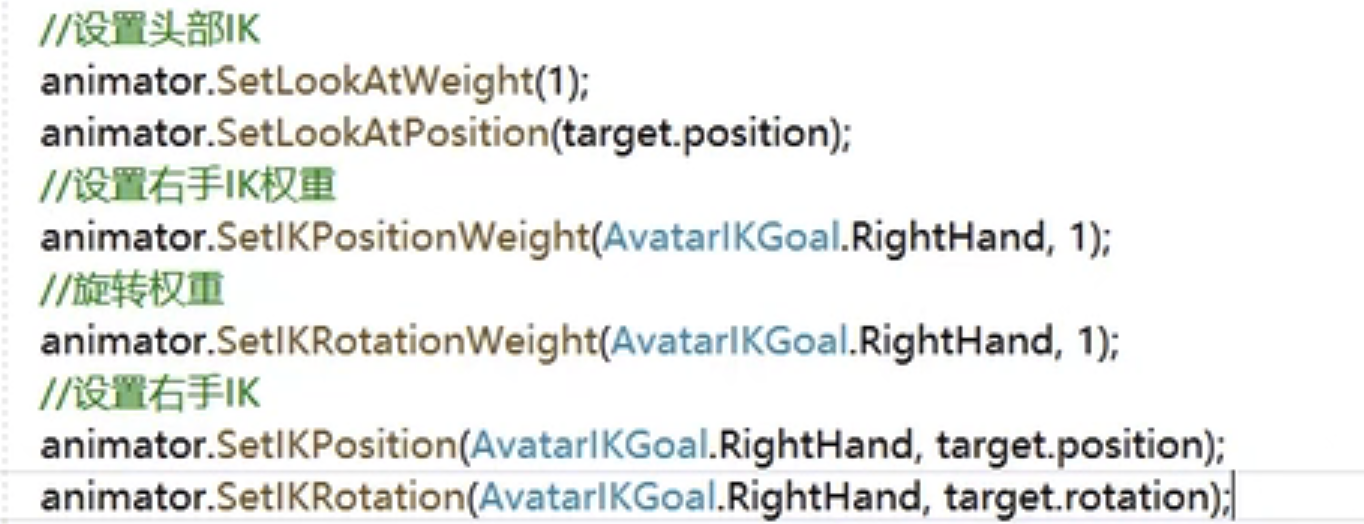 //设置头部IK
animator.SetLookAtWeight(1);
animator.SetLookAtPosition(target.position);
//设置右手IK权重
animator.SetIKPositionWeight(AvatarIKGoal.RightHand, 1);
//旋转权重
animator.SetIKRotationWeight(AvatarIKGoal.RightHand, 1);
//设置右手IK
animator.SetIKPosition(AvatarIKGoal.RightHand, target.position);
animator.SetIKRotation(AvatarIKGoal.RightHand, target.rotation);